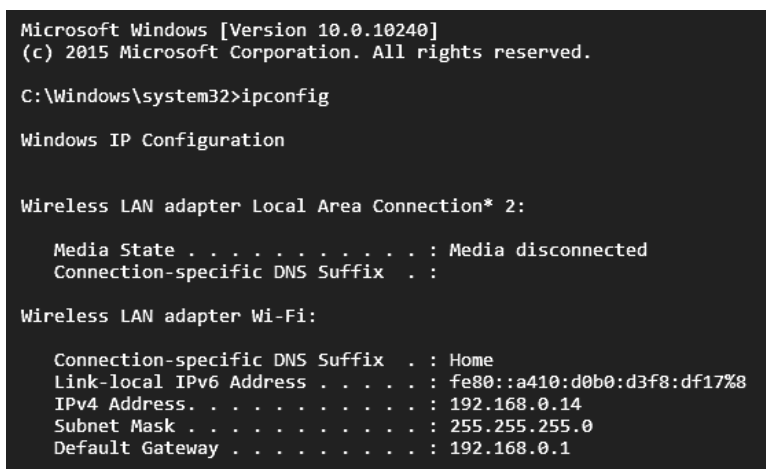 Microsoft Windows [Version 10.0.10240]
(c) 2015 Microsoft Corporation. All rights reserved.
C:\Windows\system32>ipconfig
Windows IP Configuration
Wireless LAN adapter Local Area Connection* 2:
Media State . . . . . . . . . . . : Media disconnected
Connection-specific DNS Suffix  . :
Wireless LAN adapter Wi-Fi:
Connection-specific DNS Suffix  . : Home
Link-local IPv6 Address . . . . . : fe80::a410:d0b0:d3f8:df17%8
IPv4 Address. . . . . . . . . . . : 192.168.0.14
Subnet Mask . . . . . . . . . . . : 255.255.255.0
Default Gateway . . . . . . . . . : 192.168.0.1